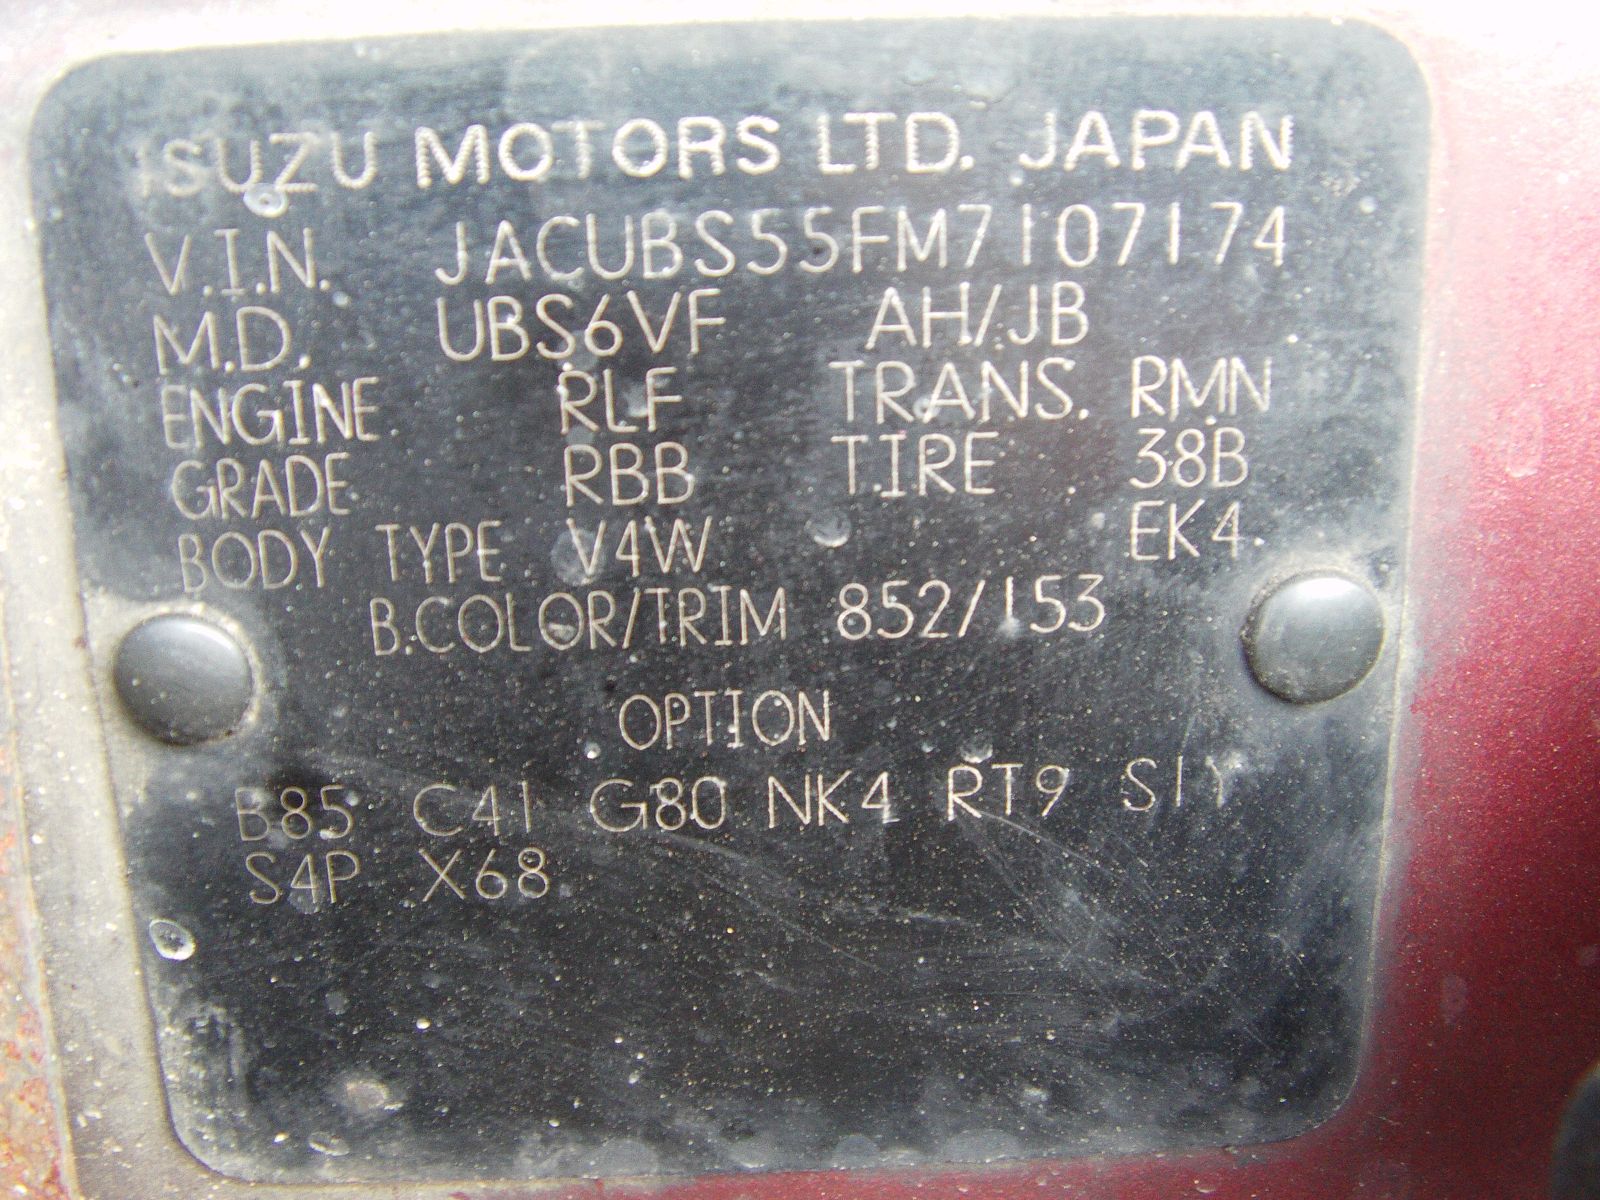 ISUZU MOTORS LTD. JAPAN
V.I.N. JACUBS55FM7107174
M.D. UBS6VF AH/JB
ENGINE RLF TRANS. RMN
GRADE RBB TIRE 38B
BODY TYPE V4W EK4
B.COLOR/TRIM 852/153
OPTION
B85 C41 G80 NK4 RT9 S1Y
S4P X68